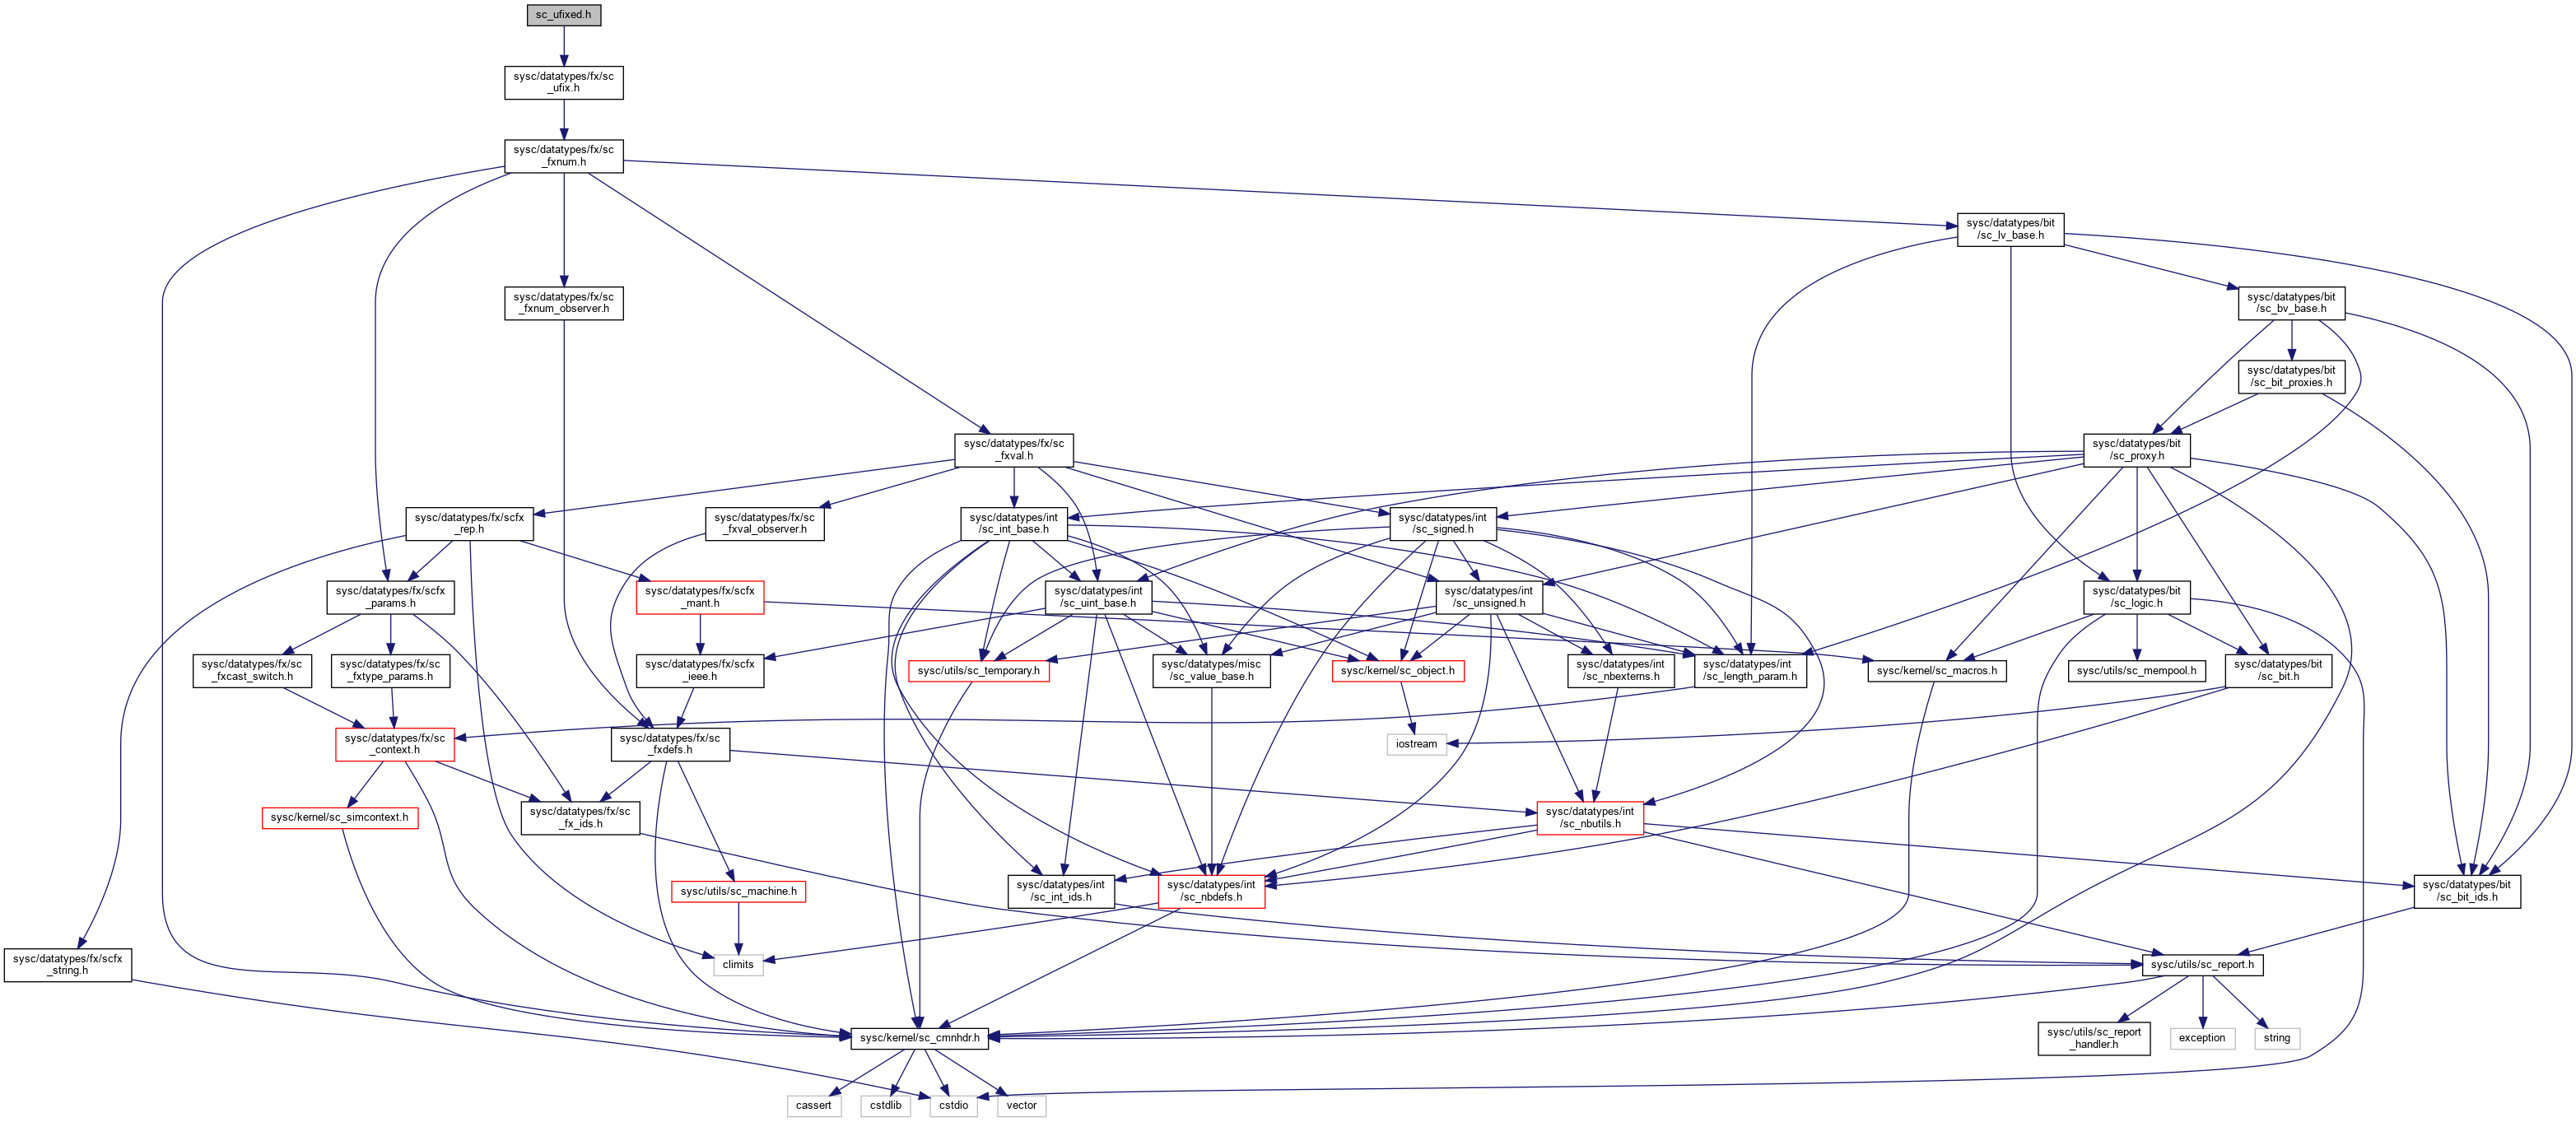 sc_ufixed.h
sysc/datatypes/fx/sc
_ufix.h
sysc/datatypes/fx/sc
_fxnum.h
sysc/datatypes/bit
/sc_lv_base.h
sysc/datatypes/fx/sc
_fxnum_observer.h
sysc/datatypes/bit
/sc_bv_base.h
sysc/datatypes/bit
/sc_bit_proxies.h
sysc/datatypes/fx/sc
_fxval.h
sysc/datatypes/bit
/sc_proxy.h
sysc/datatypes/fx/scfx
_rep.h
sysc/datatypes/fx/sc
_fxval_observer.h
sysc/datatypes/int
/sc_int_base.h
sysc/datatypes/int
/sc_signed.h
sysc/datatypes/fx/scfx
_params.h
sysc/datatypes/fx/scfx
_mant.h
sysc/datatypes/int
/sc_uint_base.h
sysc/datatypes/int
/sc_unsigned.h
sysc/datatypes/bit
/sc_logic.h
sysc/datatypes/fx/sc
_fxcast_switch.h
sysc/datatypes/fx/sc
_fxtype_params.h
sysc/datatypes/fx/scfx
_ieee.h
sysc/utils/sc_temporary.h
sysc/datatypes/misc
/sc_value_base.h
sysc/kernel/sc_object.h
sysc/datatypes/int
/sc_nbexterns.h
sysc/datatypes/int
/sc_length_param.h
sysc/kernel/sc_macros.h
sysc/utils/sc_mempool.h
sysc/datatypes/bit
/sc_bit.h
sysc/datatypes/fx/sc
_context.h
sysc/datatypes/fx/sc
_fxdefs.h
iostream
sysc/kernel/sc_simcontext.h
sysc/datatypes/fx/sc
_fx_ids.h
sysc/datatypes/int
/sc_nbutils.h
sysc/utils/sc_machine.h
sysc/datatypes/int
/sc_int_ids.h
sysc/datatypes/int
/sc_nbdefs.h
sysc/datatypes/bit
/sc_bit_ids.h
sysc/datatypes/fx/scfx
_string.h
climits
sysc/utils/sc_report.h
sysc/kernel/sc_cmnhdr.h
sysc/utils/sc_report
_handler.h
exception
string
cassert
cstdlib
cstdio
vector